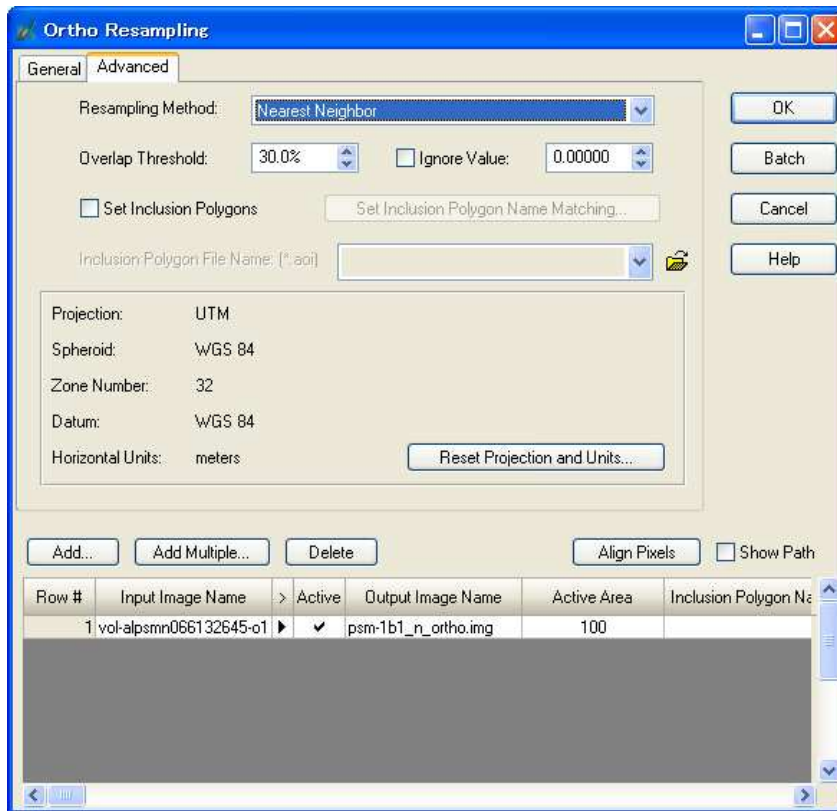 Ortho Resampling
General Advanced
Resampling Method: Nearest Neighbor
OK
Overlap Threshold: 30.0% Ignore Value: 0.00000
Batch
Set Inclusion Polygons Set Inclusion Polygon Name Matching...
Cancel
Inclusion Polygon File Name: (*.aoi)
Help
Projection: UTM
Spheroid: WGS 84
Zone Number: 32
Datum: WGS 84
Horizontal Units: meters Reset Projection and Units...
Add... Add Multiple... Delete Align Pixels Show Path
Row # Input Image Name > Active Output Image Name Active Area Inclusion Polygon Na
1 vol-alpsmn066132645-o1 psm-1b1_n_ortho.img 100